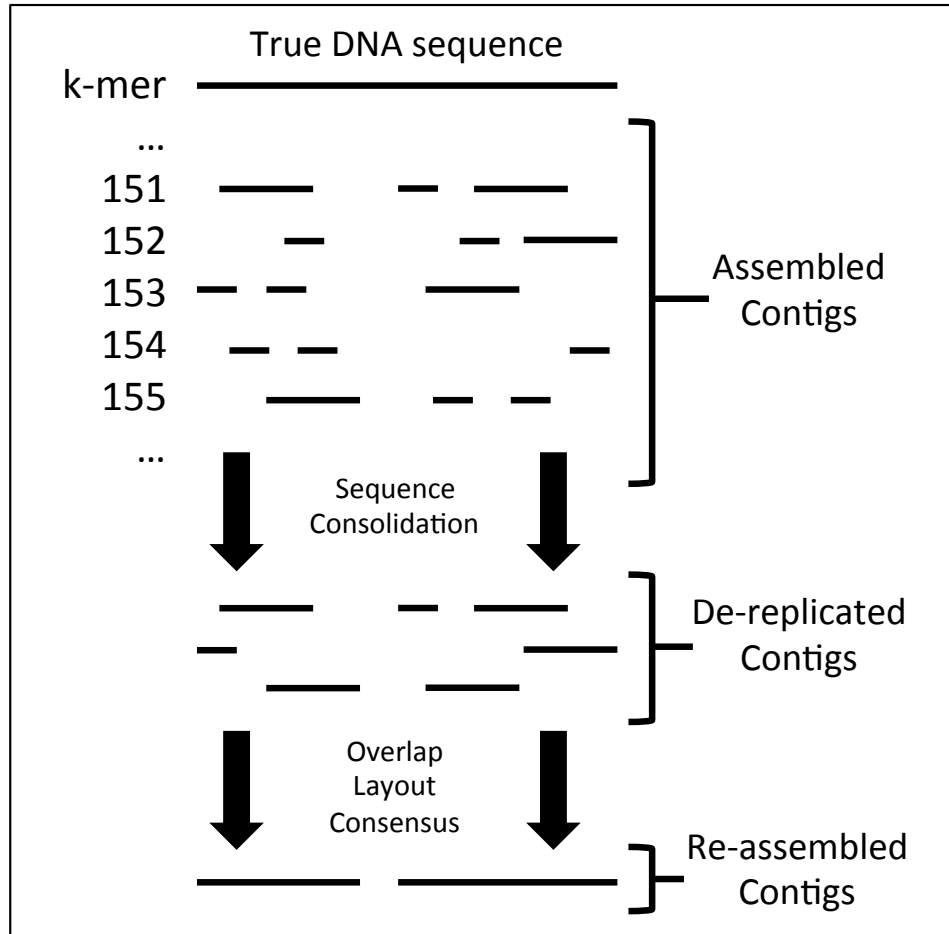 True DNA sequence
k-mer
...
151
152
153
154
155
...
Assembled
Contigs
Sequence
Consolidation
De-replicated
Contigs
Overlap
Layout
Consensus
Re-assembled
Contigs